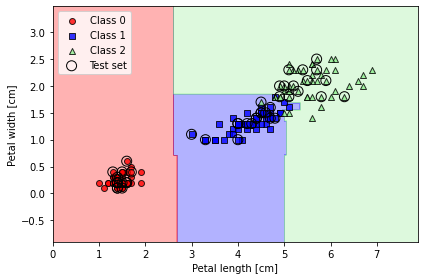 Class 0
Class 1
Class 2
Test set
Petal width [cm]
3.0
2.5
2.0
1.5
1.0
0.5
0.0
−0.5
0 1 2 3 4 5 6 7
Petal length [cm]